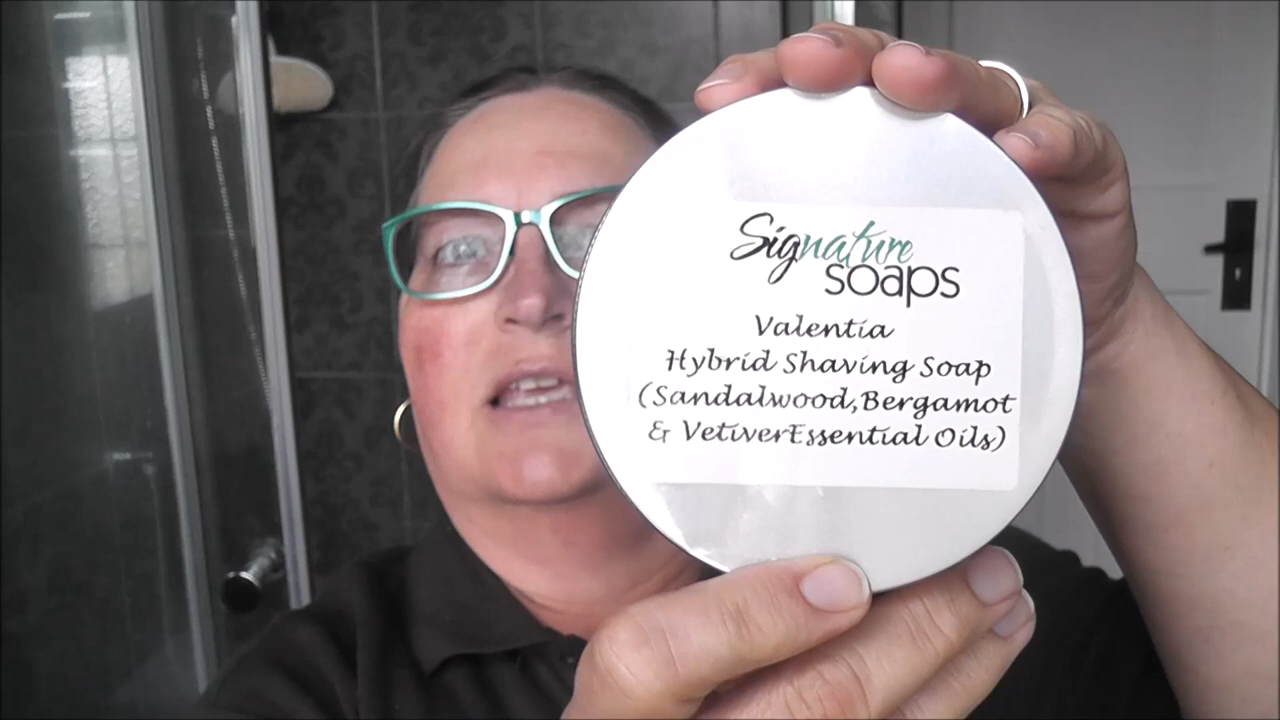 Signature
soaps
Valentia
Hybrid Shaving Soap
(Sandalwood,Bergamot
& VetiverEssential Oils)